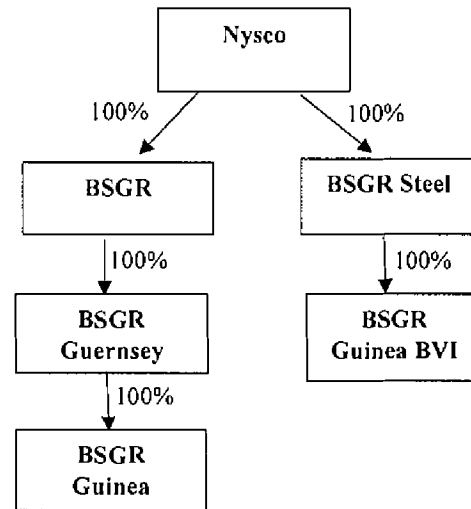 Nysco
100% 100%
BSGR BSGR Steel
100% 100%
BSGR BSGR
Guernsey Guinea BVI
100%
BSGR
Guinea